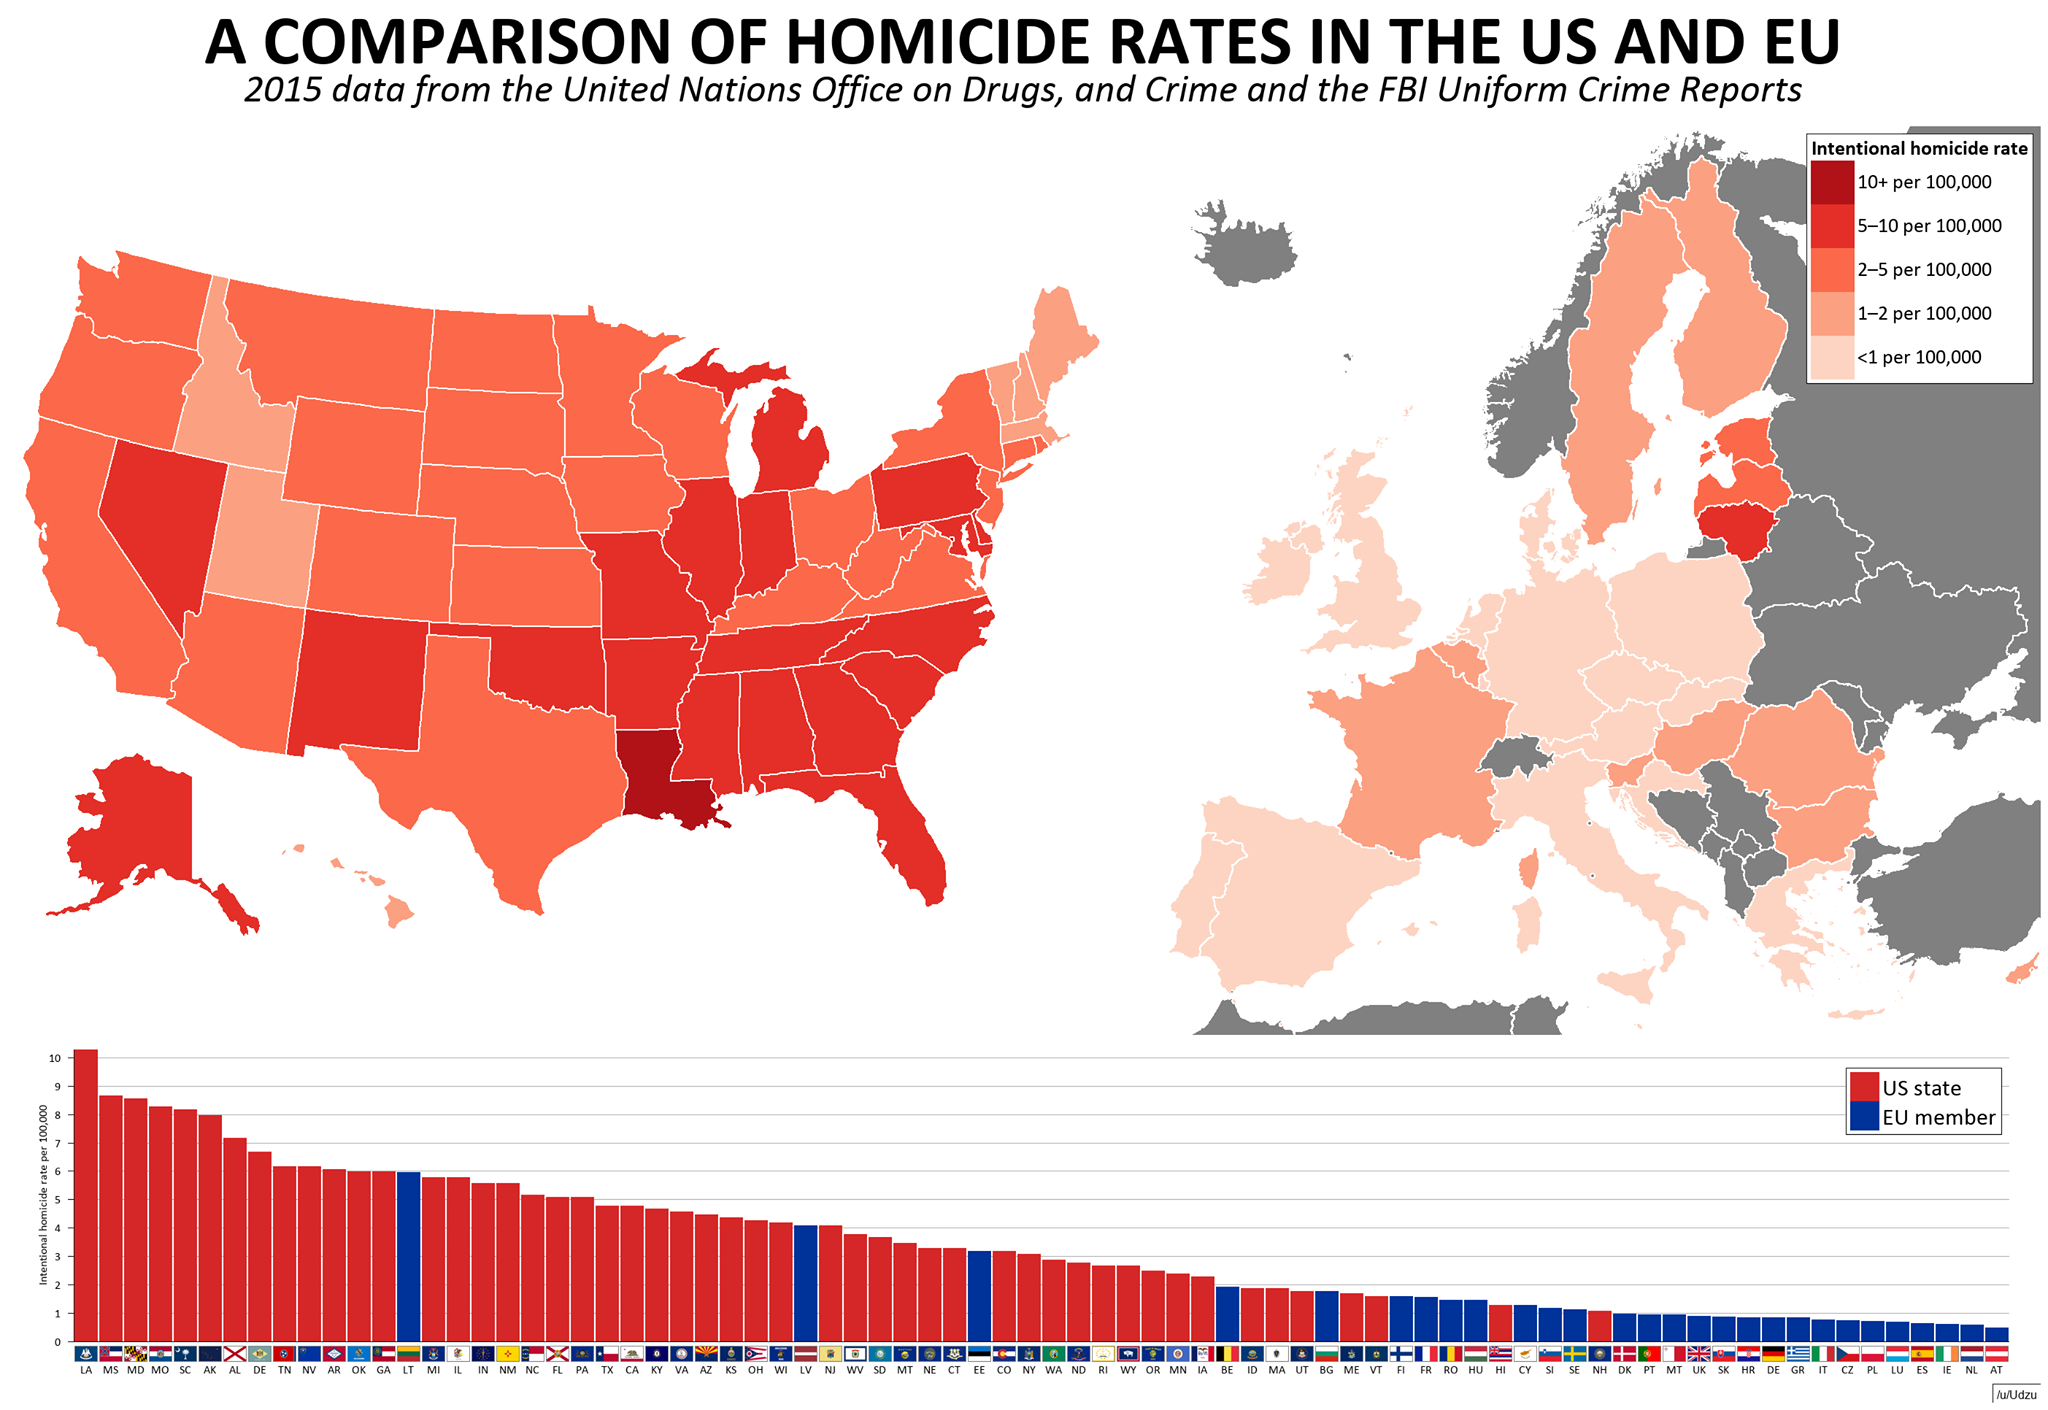 A COMPARISON OF HOMICIDE RATES IN THE US AND EU
2015 data from the United Nations Office on Drugs, and Crime and the FBI Uniform Crime Reports
Intentional homicide rate
10+ per 100,000
5–10 per 100,000
2–5 per 100,000
1–2 per 100,000
<1 per 100,000
Intentional homicide rate per 100,000
10
9
8
7
6
5
4
3
2
1
0
US state
EU member
LA MS MD MO SC AK AL DE TN NV AR OK GA LT MI IL IN NM NC FL PA TX CA KY VA AZ KS OH WI LV NJ WV SD MT NE CT EE CO NY WA ND RI WY OR MN IA BE ID MA UT BG ME VT FI FR RO HU HI CY SI SE NH DK PT MT UK SK HR DE GR IT CZ PL LU ES IE NL AT
/u/Udzu